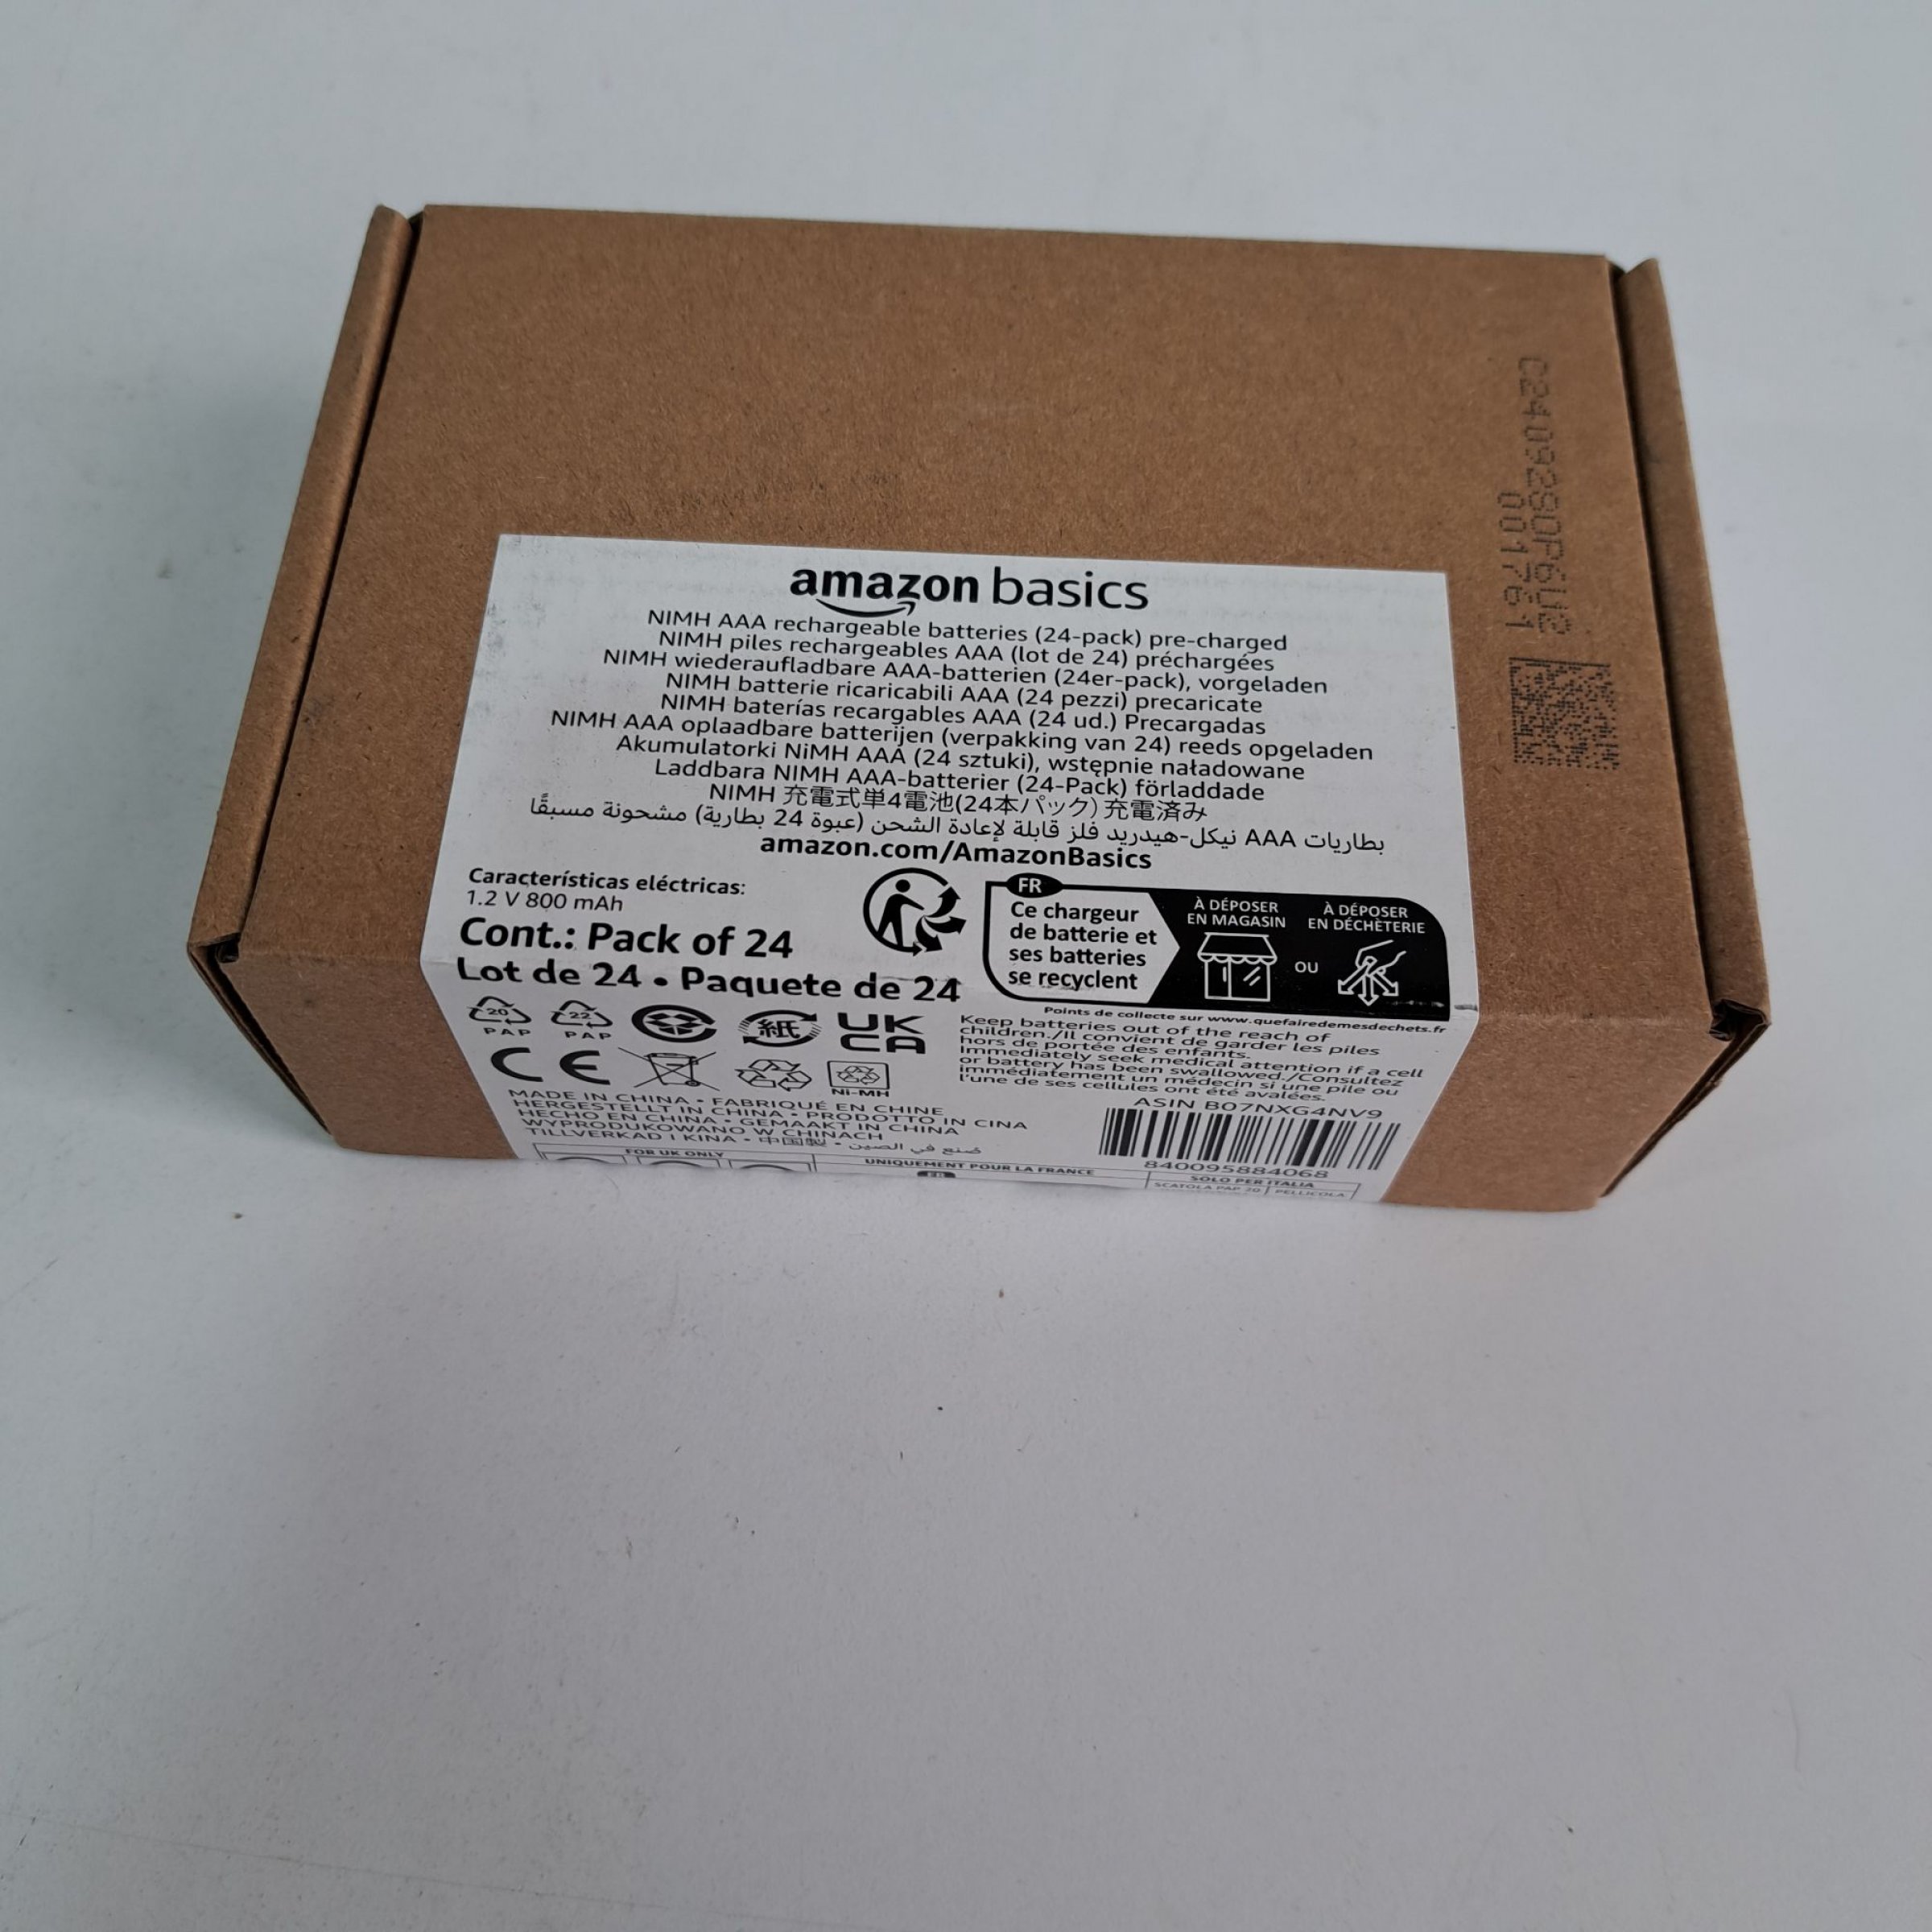 amazon basics
NIMH AAA rechargeable batteries (24-pack) pre-charged
NIMH piles rechargeables AAA (lot de 24) préchargées
NIMH wiederaufladbare AAA-batterien (24er-pack), vorgeladen
NIMH batterie ricaricabili AAA (24 pezzi) precaricate
NIMH baterías recargables AAA (24 ud.) Precargadas
NIMH AAA oplaadbare batterijen (verpakking van 24) reeds opgeladen
Akumulatorki NiMH AAA (24 sztuki), wstępnie naładowane
Laddbara NIMH AAA-batterier (24-Pack) förladdade
NIMH 充電式単4電池(24本パック)充電済み
بطاريات AAA نيكل-هيدريد فلز قابلة لإعادة الشحن (عبوة 24 بطارية) مشحونة مسبقًا
amazon.com/AmazonBasics
Características eléctricas:
1.2 V 800 mAh
Cont.: Pack of 24
Lot de 24 • Paquete de 24
FR
Ce chargeur
de batterie et
ses batteries
se recyclent
À DÉPOSER
EN MAGASIN
OU
À DÉPOSER
EN DÉCHÈTERIE
Points de collecte sur www.quefairedemesdechets.fr
20
PAP
22
PAP
紙
UK
CA
CE
Ni-MH
Keep batteries out of the reach of
children./Il convient de garder les piles
hors de portée des enfants.
Immediately seek medical attention if a cell
or battery has been swallowed./Consultez
immédiatement un médecin si une pile ou
l'une de ses cellules ont été avalées.
MADE IN CHINA • FABRIQUÉ EN CHINE
HERGESTELLT IN CHINA • PRODOTTO IN CINA
HECHO EN CHINA • GEMAAKT IN CHINA
WYPRODUKOWANO W CHINACH
TILLVERKAD I KINA • 中国製 • صنع في الصين
ASIN B07NXG4NV9
840095884068
FOR UK ONLY
UNIQUEMENT POUR LA FRANCE
FR
SOLO PER ITALIA
SCATOLA PAP 20
PELLICOLA
001761